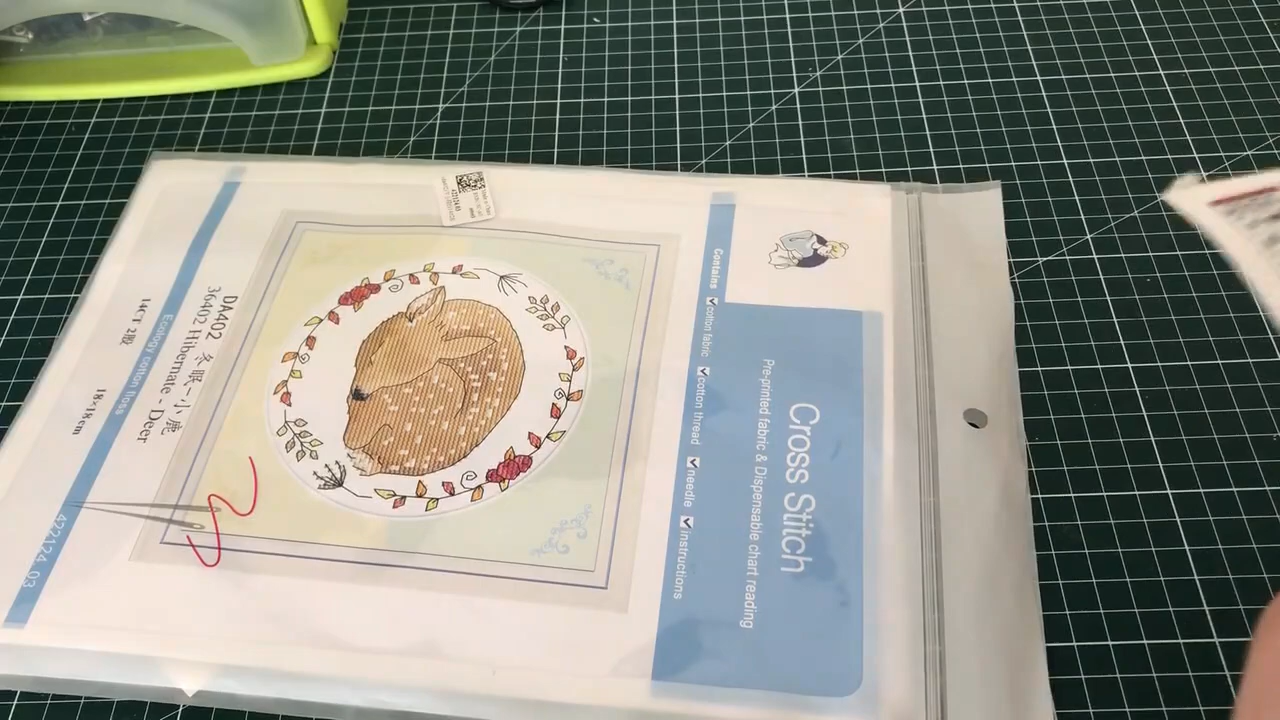 Cross Stitch
Pre-printed fabric & Dispensable chart reading
Contains ✓cotton fabric ✓cotton thread ✓needle ✓instructions
DA402 冬眠-小鹿
36402 Hibernate - Deer
Ecology cotton floss
14CT 2股 18×18cm
422124_03